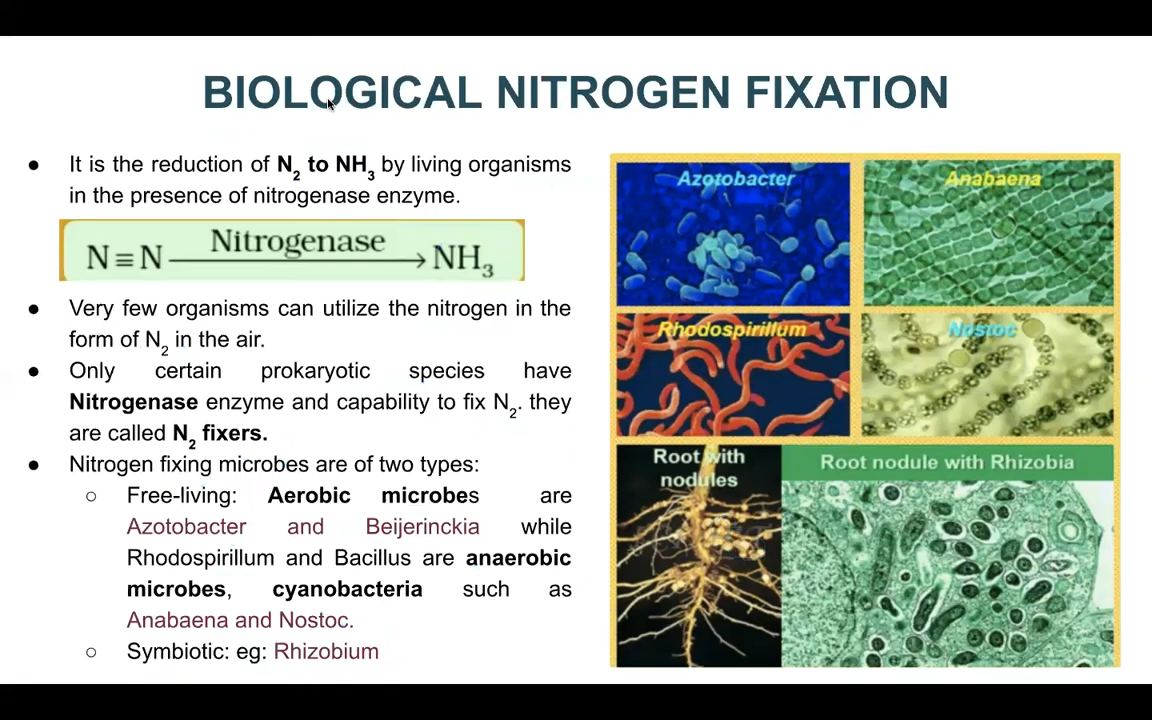 BIOLOGICAL NITROGEN FIXATION
● It is the reduction of N₂ to NH₃ by living organisms
in the presence of nitrogenase enzyme.
N≡N Nitrogenase → NH₃
● Very few organisms can utilize the nitrogen in the
form of N₂ in the air.
● Only certain prokaryotic species have
Nitrogenase enzyme and capability to fix N₂. they
are called N₂ fixers.
● Nitrogen fixing microbes are of two types:
○ Free-living: Aerobic microbes are
Azotobacter and Beijerinckia while
Rhodospirillum and Bacillus are anaerobic
microbes, cyanobacteria such as
Anabaena and Nostoc.
○ Symbiotic: eg: Rhizobium
Azotobacter
Anabaena
Rhodospirillum
Nostoc
Root with
nodules
Root nodule with Rhizobia